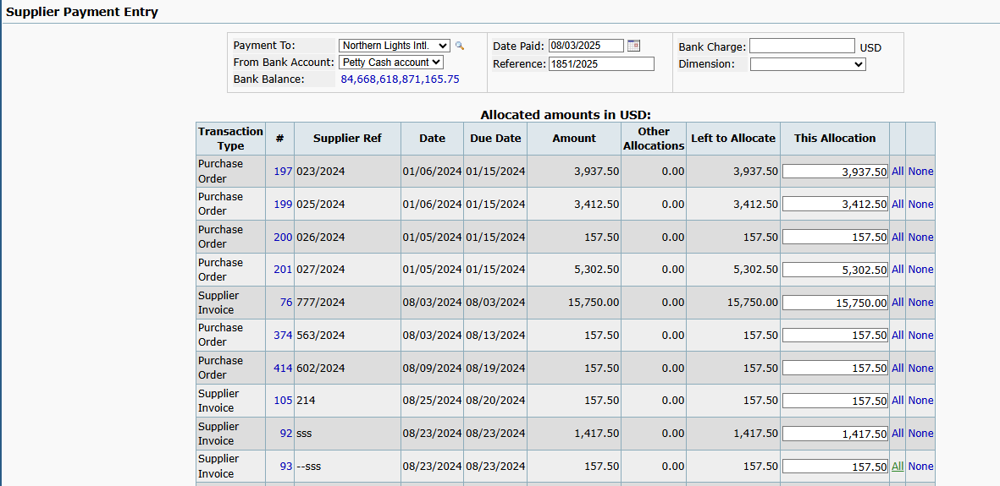 Supplier Payment Entry
Payment To: Northern Lights Intl. Date Paid: 08/03/2025 Bank Charge: USD
From Bank Account: Petty Cash account Reference: 1851/2025 Dimension:
Bank Balance: 84,668,618,871,165.75
Allocated amounts in USD:
Transaction Type # Supplier Ref Date Due Date Amount Other Allocations Left to Allocate This Allocation
Purchase Order 197 023/2024 01/06/2024 01/15/2024 3,937.50 0.00 3,937.50 3,937.50 All None
Purchase Order 199 025/2024 01/06/2024 01/15/2024 3,412.50 0.00 3,412.50 3,412.50 All None
Purchase Order 200 026/2024 01/05/2024 01/15/2024 157.50 0.00 157.50 157.50 All None
Purchase Order 201 027/2024 01/05/2024 01/15/2024 5,302.50 0.00 5,302.50 5,302.50 All None
Supplier Invoice 76 777/2024 08/03/2024 08/03/2024 15,750.00 0.00 15,750.00 15,750.00 All None
Purchase Order 374 563/2024 08/03/2024 08/13/2024 157.50 0.00 157.50 157.50 All None
Purchase Order 414 602/2024 08/09/2024 08/19/2024 157.50 0.00 157.50 157.50 All None
Supplier Invoice 105 214 08/25/2024 08/20/2024 157.50 0.00 157.50 157.50 All None
Supplier Invoice 92 sss 08/23/2024 08/23/2024 1,417.50 0.00 1,417.50 1,417.50 All None
Supplier Invoice 93 --sss 08/23/2024 08/23/2024 157.50 0.00 157.50 157.50 All None